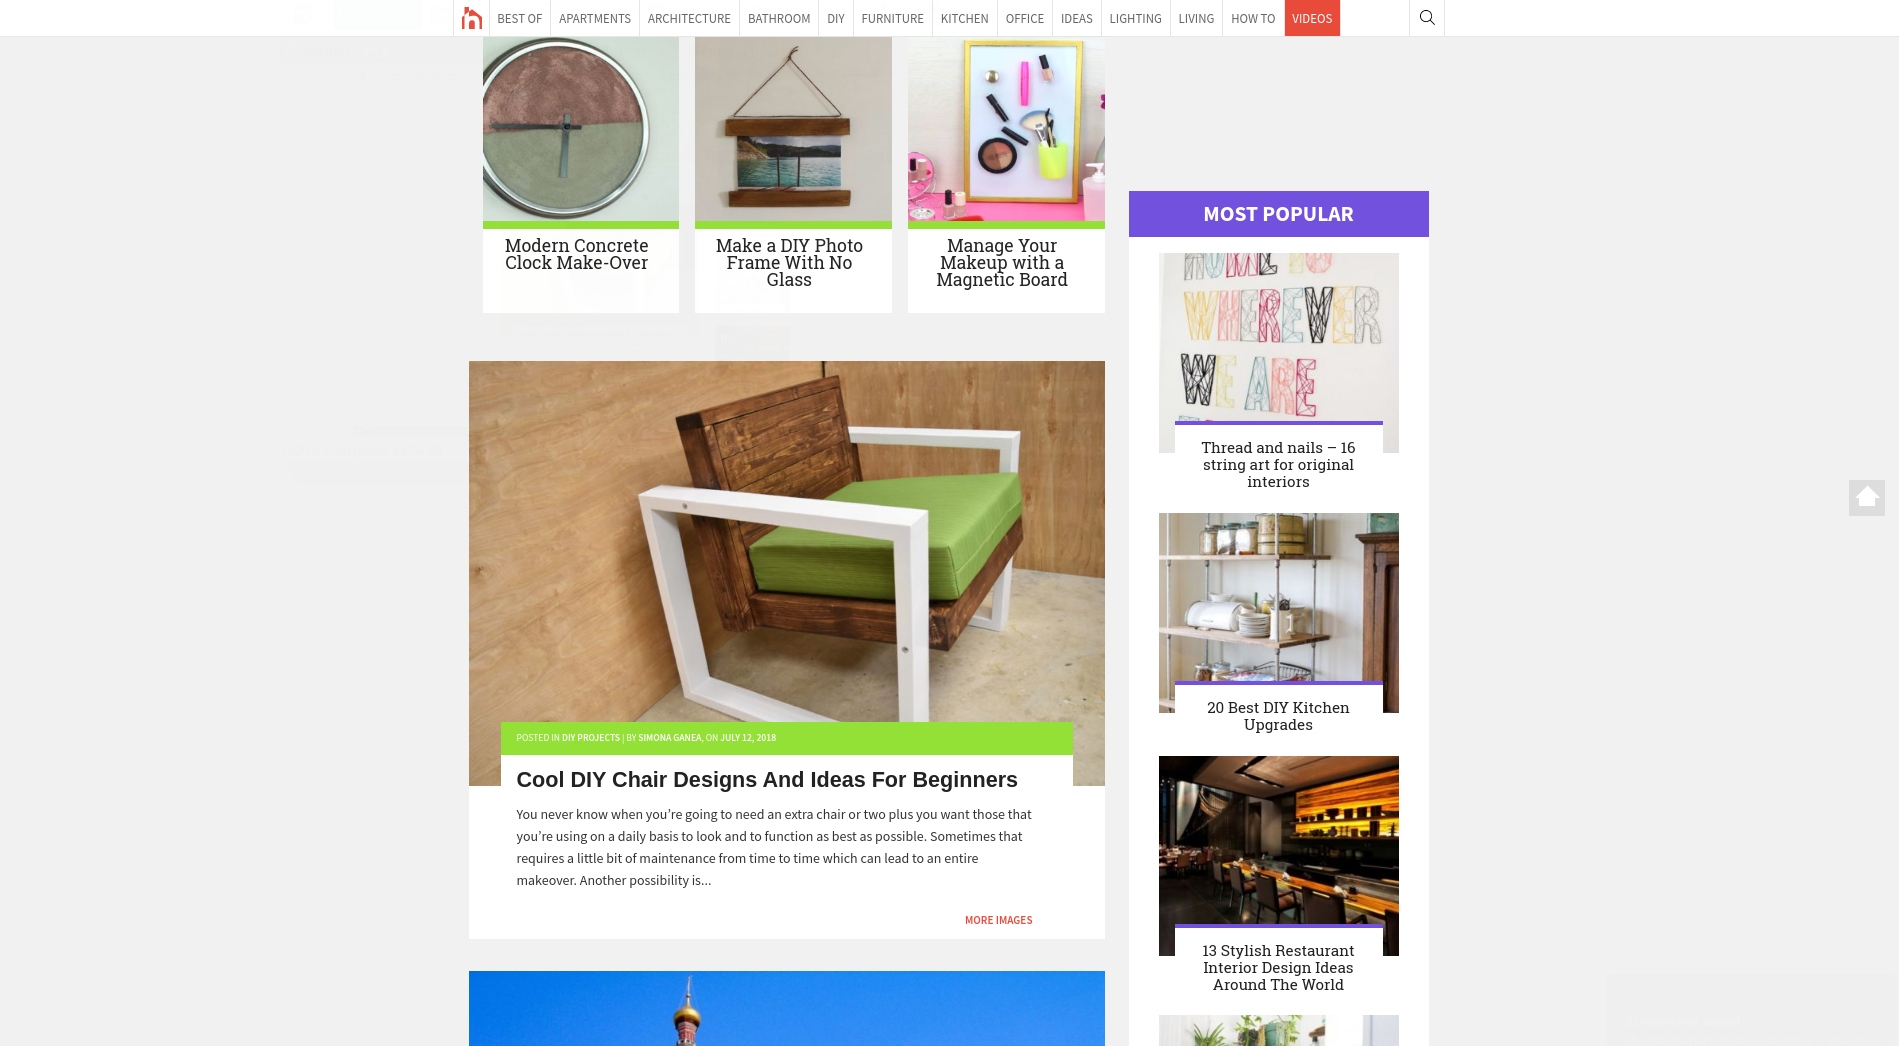 BEST OF
APARTMENTS
ARCHITECTURE
BATHROOM
DIY
FURNITURE
KITCHEN
OFFICE
IDEAS
LIGHTING
LIVING
HOW TO
VIDEOS
Modern Concrete
Clock Make-Over
Make a DIY Photo
Frame With No
Glass
Manage Your
Makeup with a
Magnetic Board
POSTED IN DIY PROJECTS | BY SIMONA GANEA, ON JULY 12, 2018
Cool DIY Chair Designs And Ideas For Beginners
You never know when you’re going to need an extra chair or two plus you want those that
you’re using on a daily basis to look and to function as best as possible. Sometimes that
requires a little bit of maintenance from time to time which can lead to an entire
makeover. Another possibility is...
MORE IMAGES
MOST POPULAR
HOME IS
WHEREVER
WE ARE
Thread and nails – 16
string art for original
interiors
20 Best DIY Kitchen
Upgrades
13 Stylish Restaurant
Interior Design Ideas
Around The World